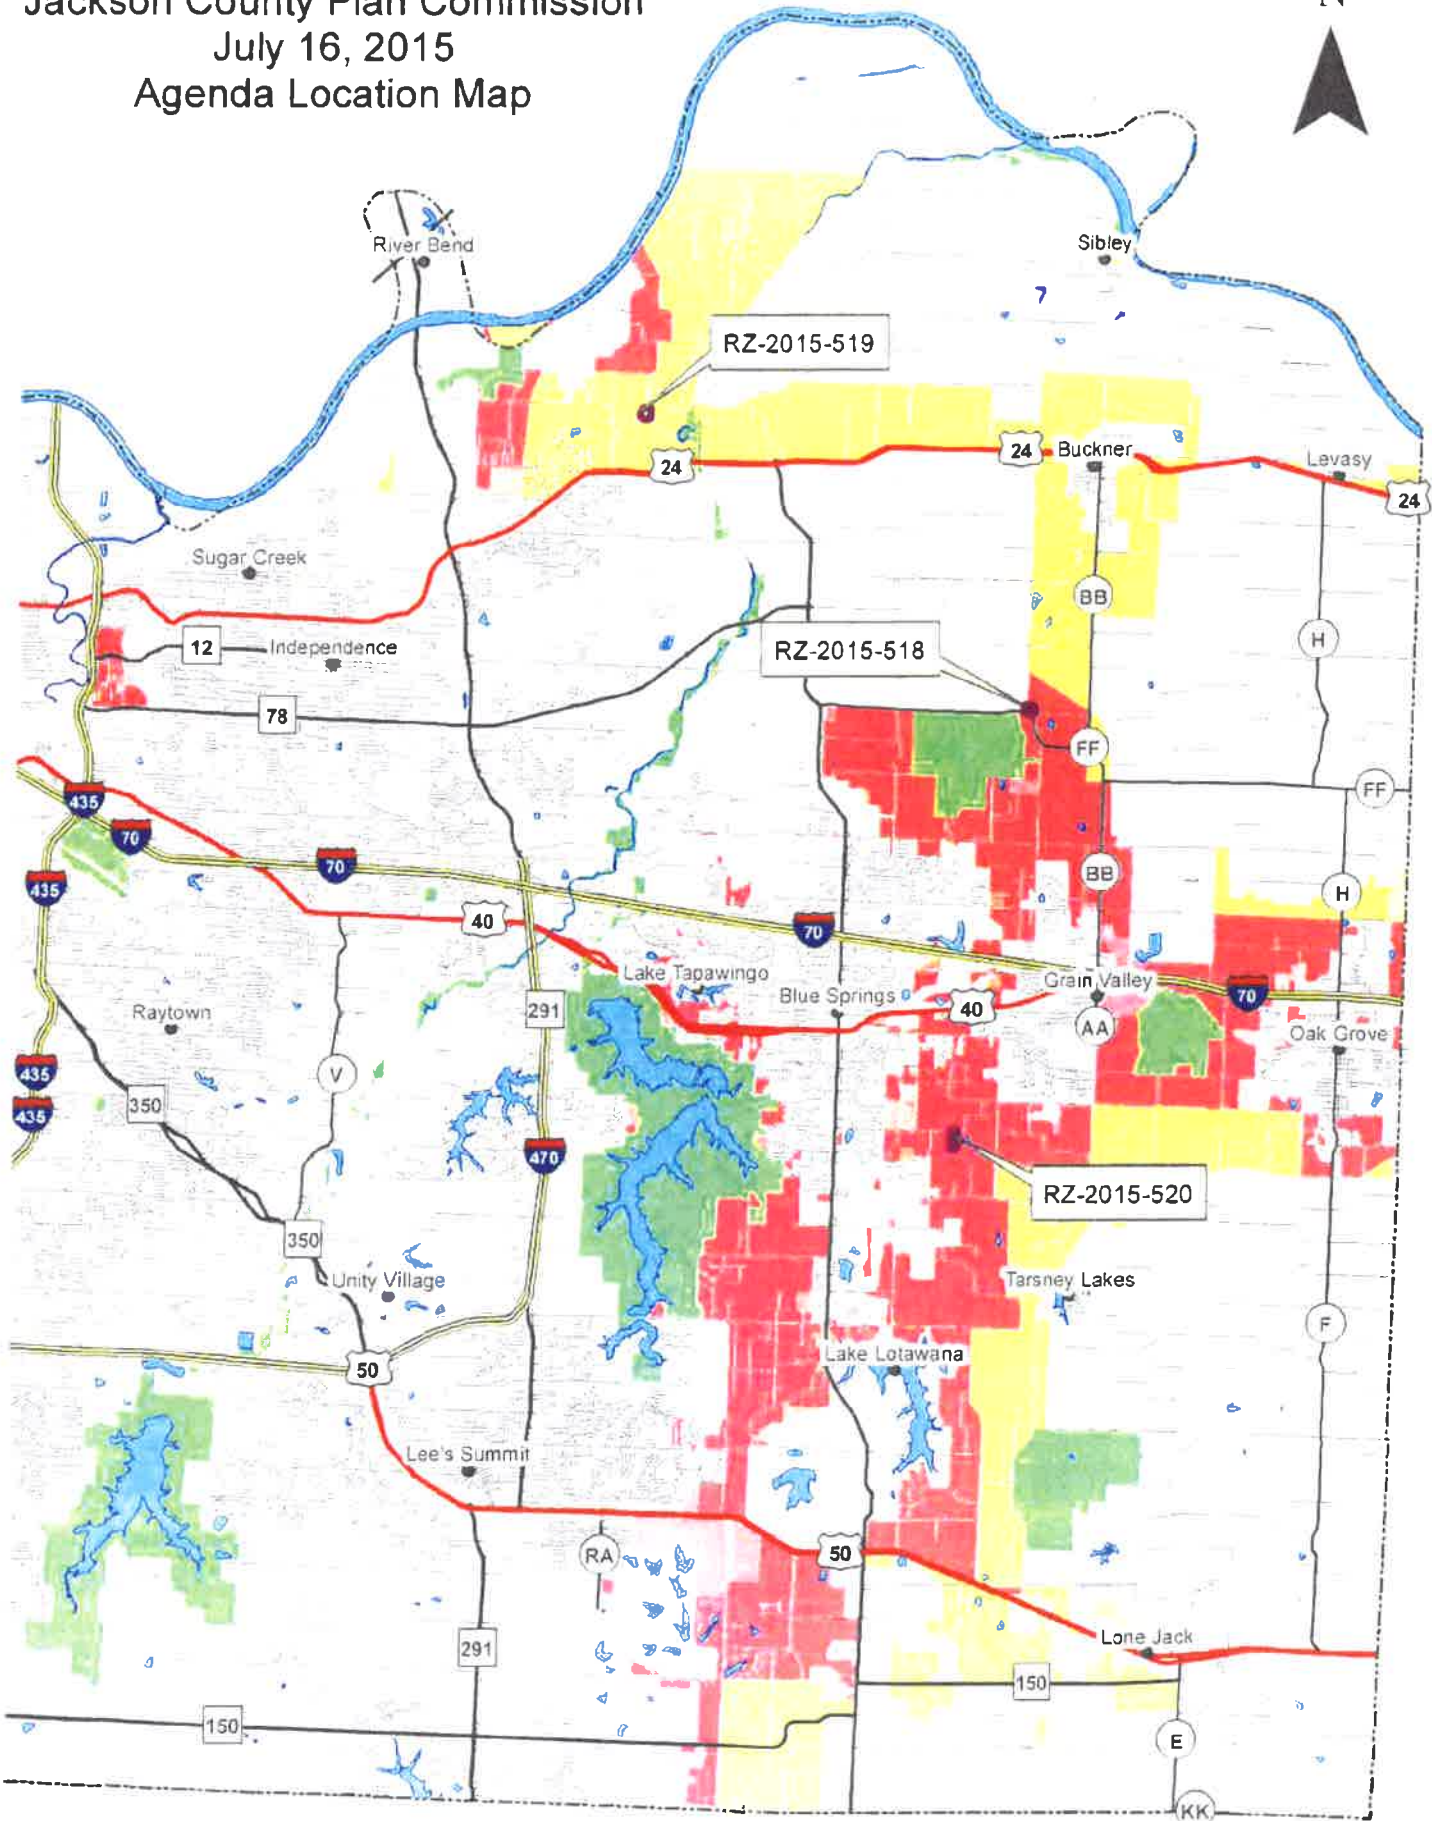 Jackson County Plan Commission
July 16, 2015
Agenda Location Map
N
River Bend
Sibley
RZ-2015-519
24
24
Buckner
Levasy
24
Sugar Creek
BB
12
Independence
RZ-2015-518
H
78
FF
FF
435
70
70
BB
435
H
40
70
Lake Tapawingo
Grain Valley
Blue Springs
70
291
40
Raytown
AA
Oak Grove
435
V
350
435
470
RZ-2015-520
350
Unity Village
Tarsney Lakes
F
Lake Lotawana
50
Lee's Summit
RA
50
Lone Jack
291
150
150
E
KK